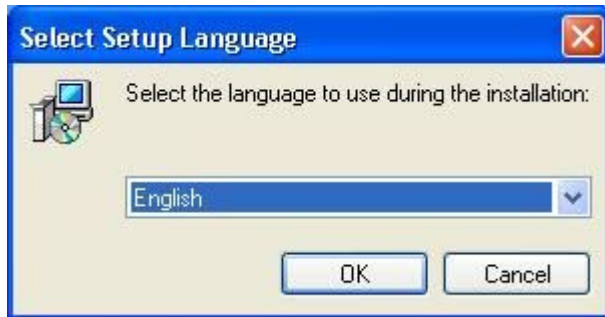 Select Setup Language
Select the language to use during the installation:
English
OK
Cancel